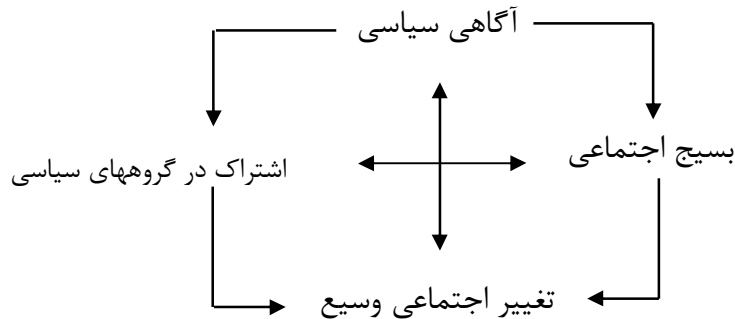 آگاهی سیاسی
بسیج اجتماعی
اشتراک در گروههای سیاسی
تغییر اجتماعی وسیع